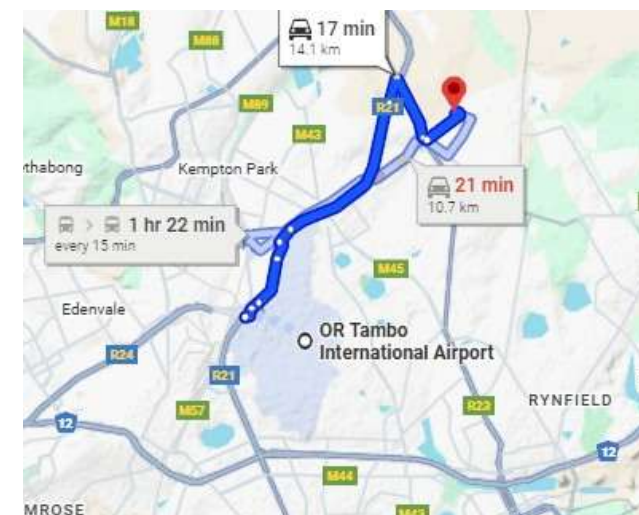 M18
M88
17 min
14.1 km
M89
R21
M43
thabong
Kempton Park
21 min
10.7 km
1 hr 22 min
every 15 min
M45
Edenvale
OR Tambo
International Airport
R24
R21
R23
RYNFIELD
M57
12
12
M44
MROSE
M43